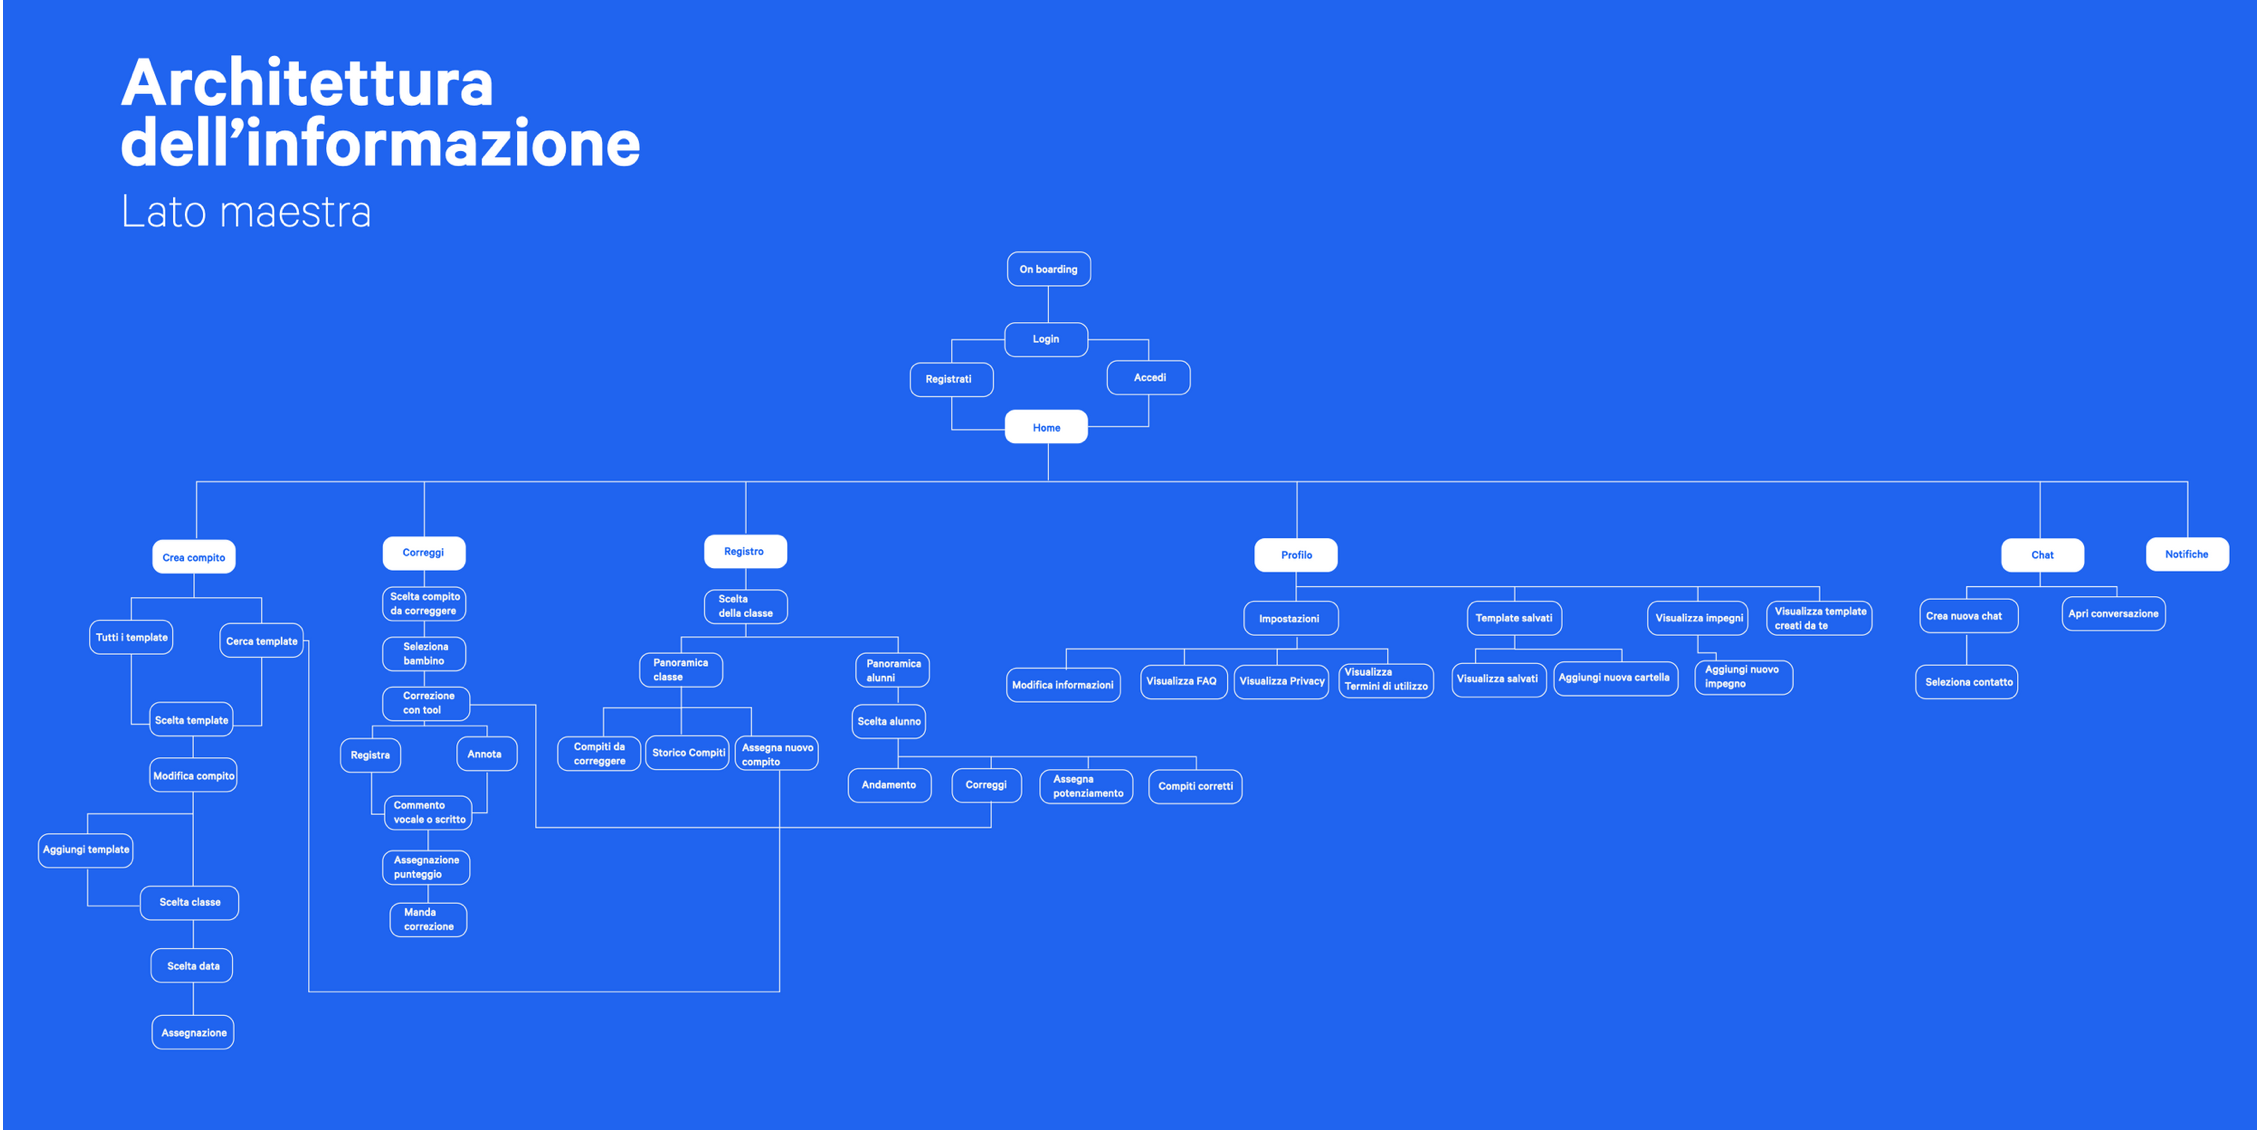 Architettura
dell’informazione
Lato maestra
On boarding
Login
Registrati
Accedi
Home
Crea compito
Correggi
Registro
Profilo
Chat
Notifiche
Tutti i template
Cerca template
Scelta template
Modifica compito
Aggiungi template
Scelta classe
Scelta data
Assegnazione
Scelta compito
da correggere
Seleziona
bambino
Correzione
con tool
Registra
Annota
Commento
vocale o scritto
Assegnazione
punteggio
Manda
correzione
Scelta
della classe
Panoramica
classe
Compiti da
correggere
Storico Compiti
Assegna nuovo
compito
Panoramica
alunni
Scelta alunno
Andamento
Correggi
Assegna
potenziamento
Compiti corretti
Impostazioni
Modifica informazioni
Visualizza FAQ
Visualizza Privacy
Visualizza
Termini di utilizzo
Template salvati
Visualizza salvati
Aggiungi nuova cartella
Visualizza impegni
Aggiungi nuovo
impegno
Visualizza template
creati da te
Crea nuova chat
Seleziona contatto
Apri conversazione